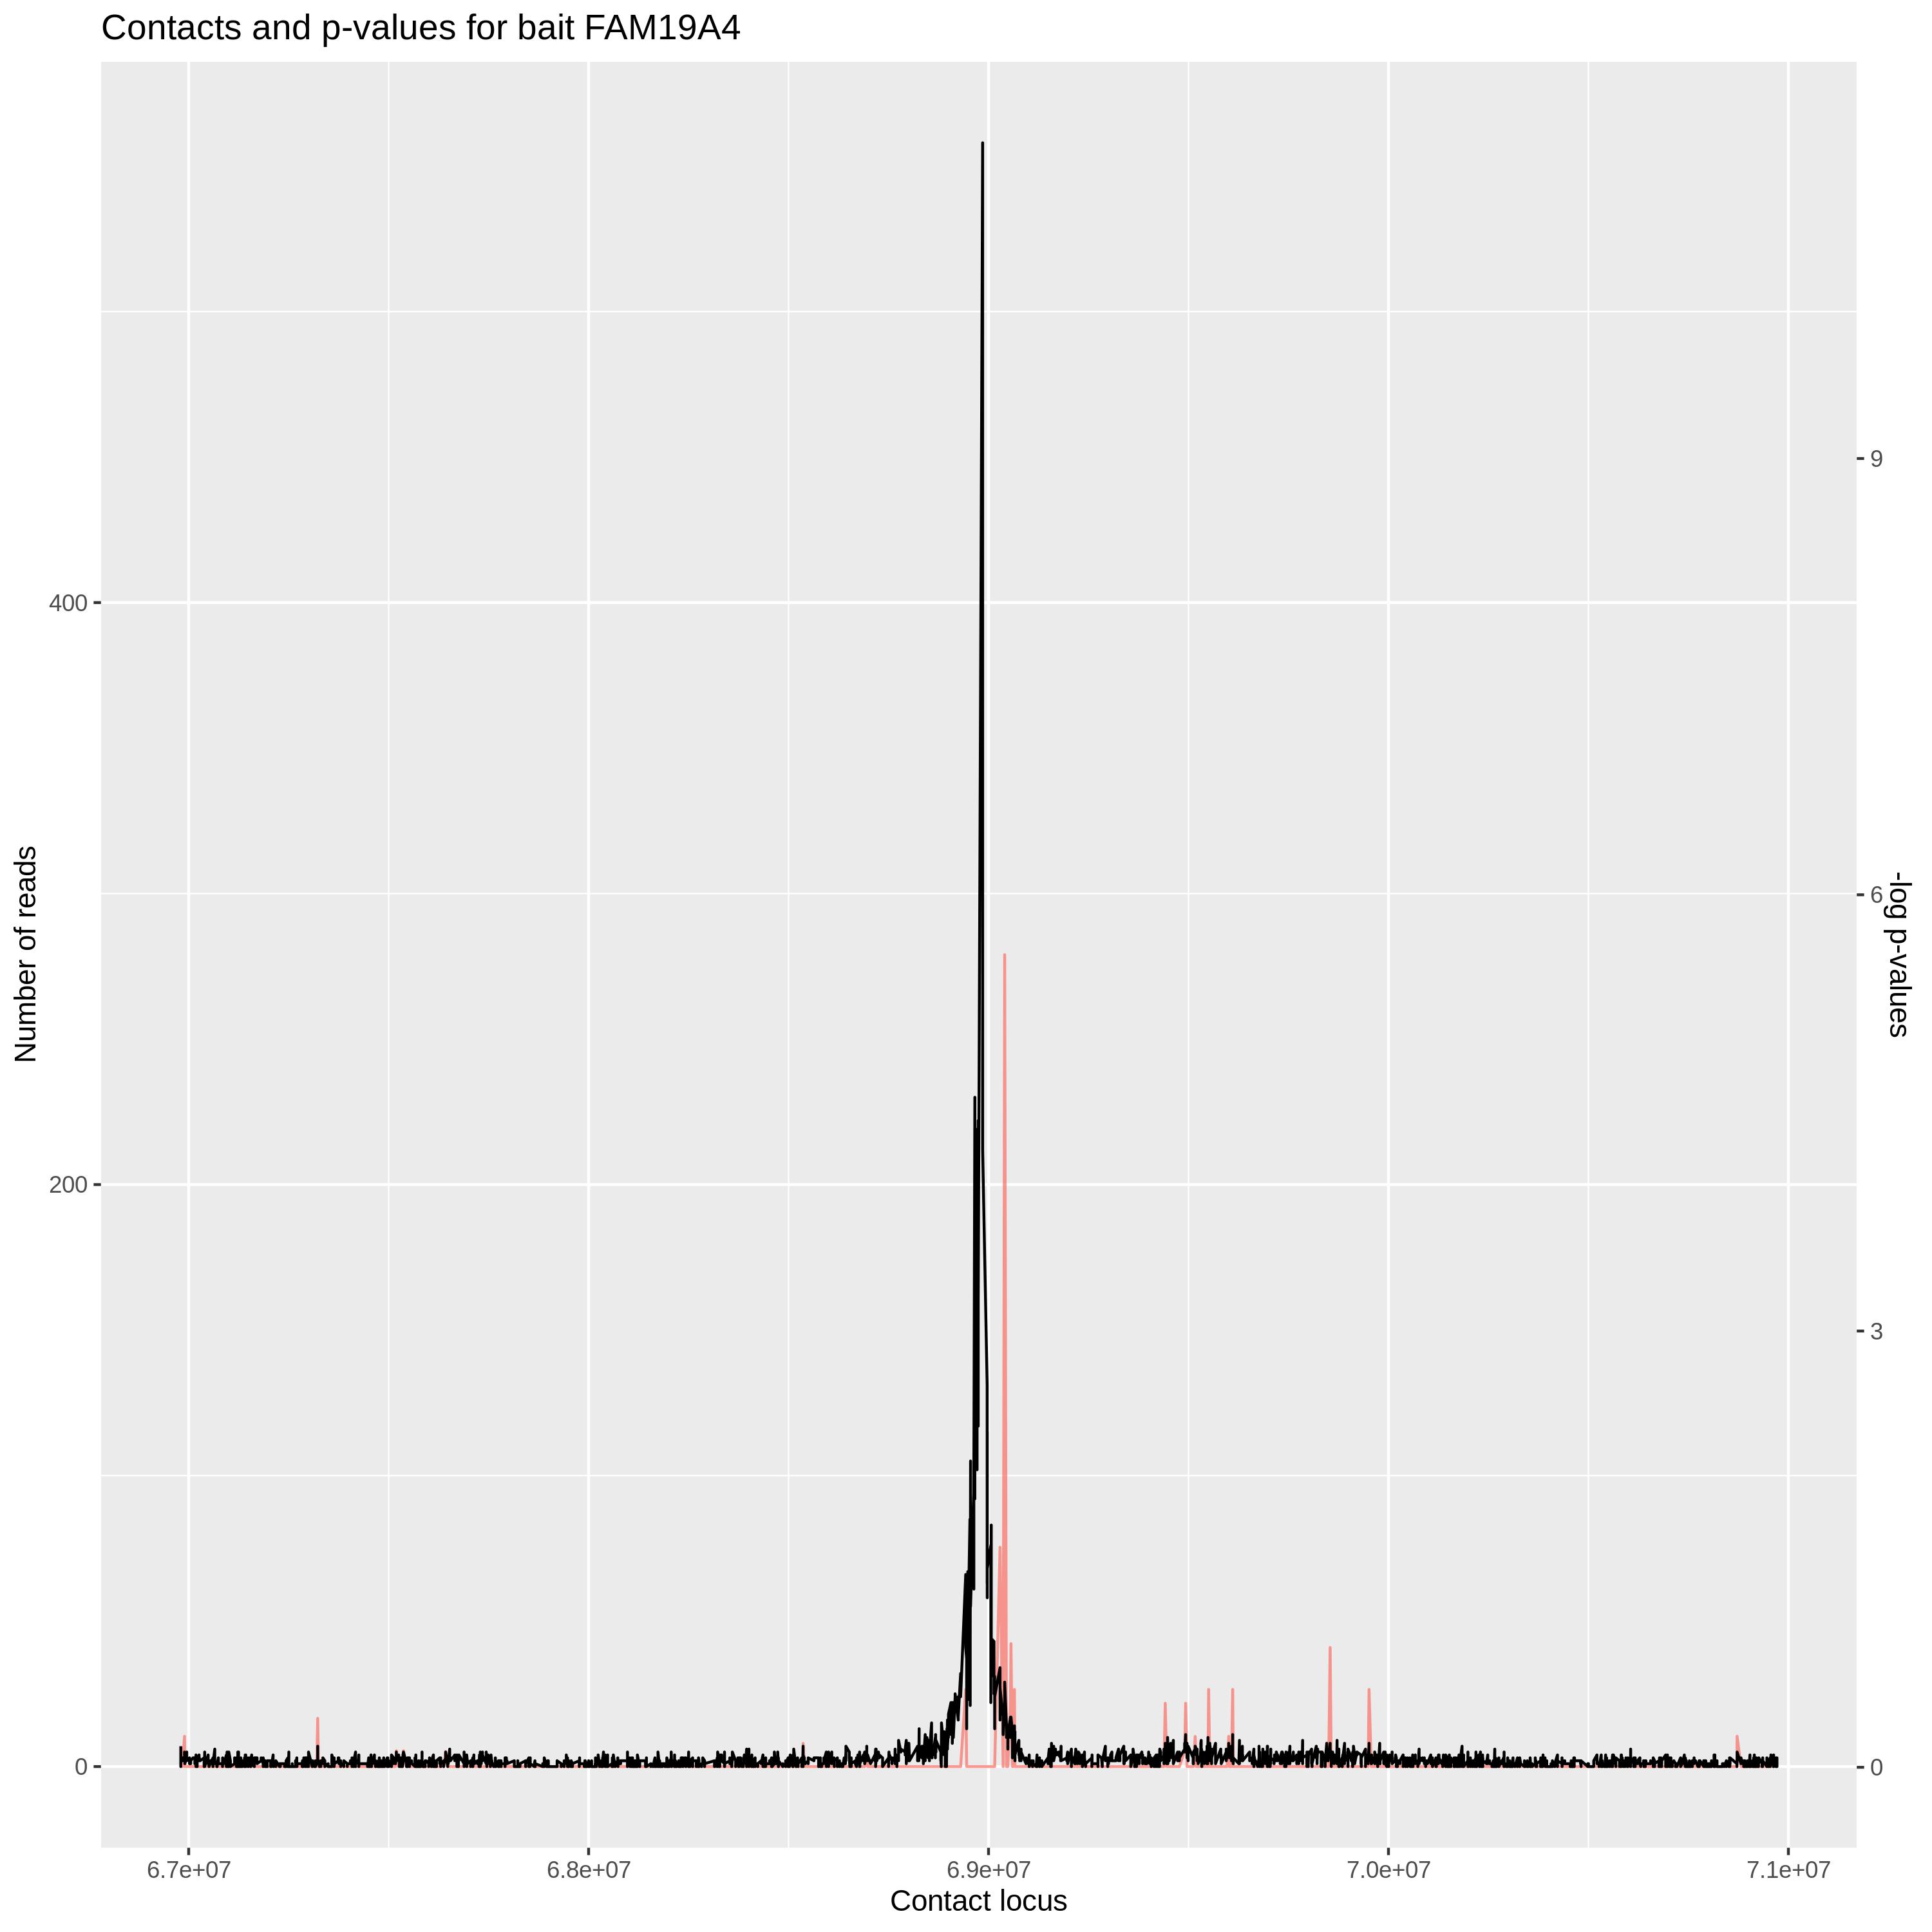 Contacts and p-values for bait FAM19A4
Number of reads
400
200
0
9
6
3
0
-log p-values
6.7e+07
6.8e+07
6.9e+07
7.0e+07
7.1e+07
Contact locus